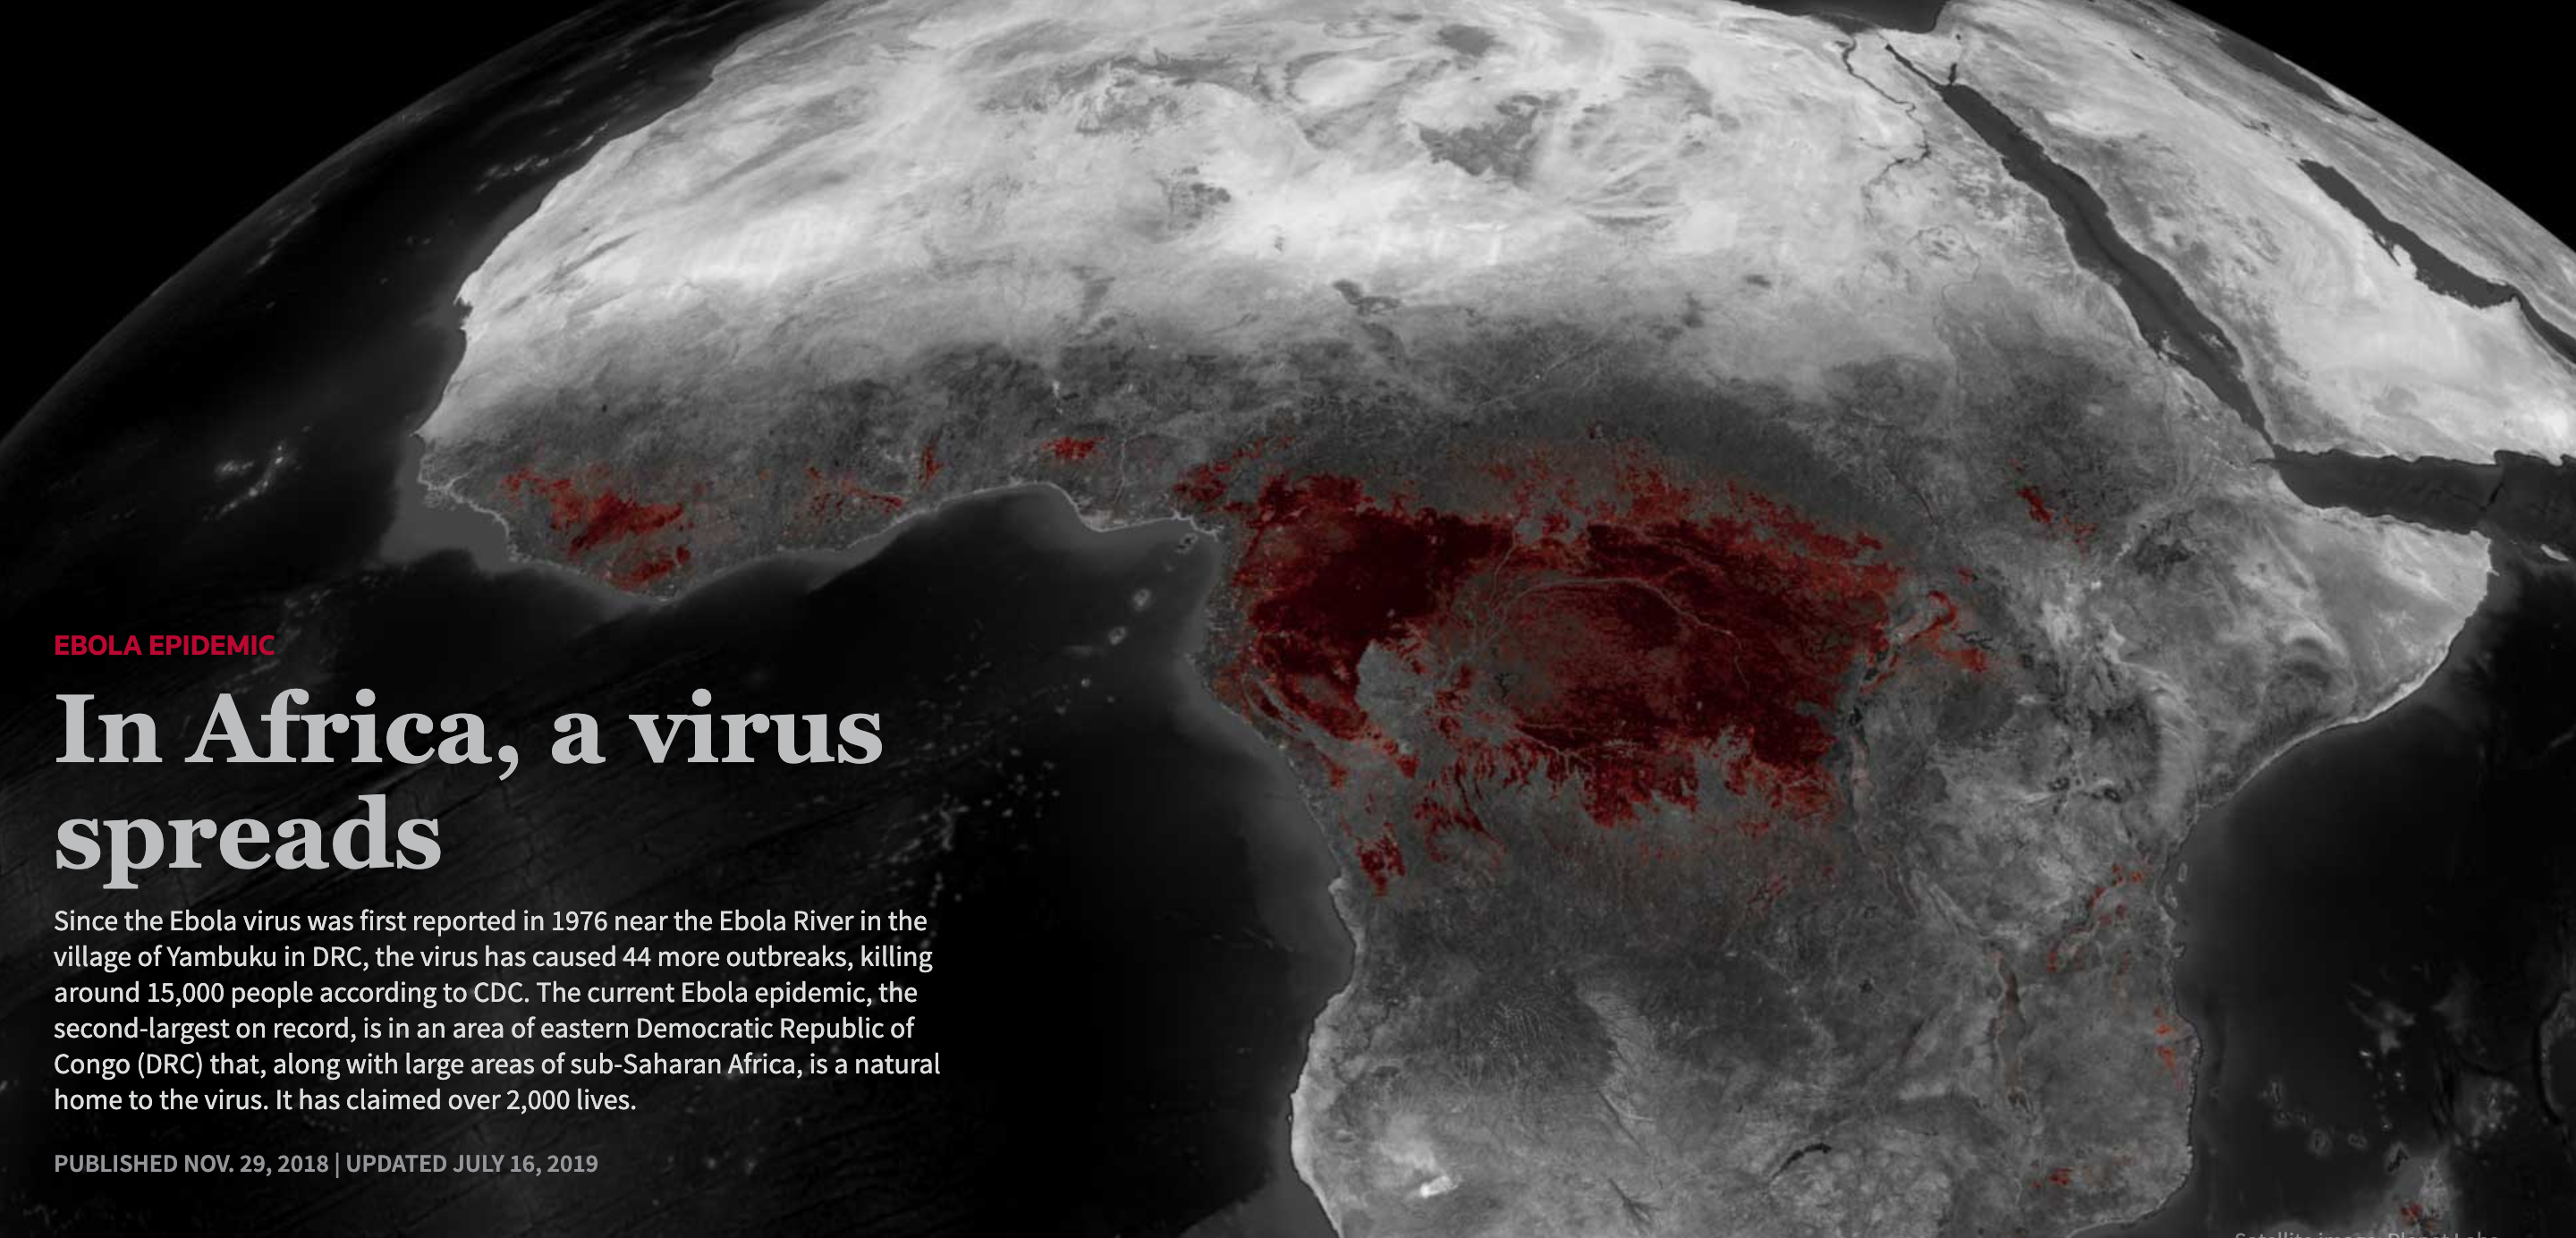 EBOLA EPIDEMIC
In Africa, a virus
spreads
Since the Ebola virus was first reported in 1976 near the Ebola River in the
village of Yambuku in DRC, the virus has caused 44 more outbreaks, killing
around 15,000 people according to CDC. The current Ebola epidemic, the
second-largest on record, is in an area of eastern Democratic Republic of
Congo (DRC) that, along with large areas of sub-Saharan Africa, is a natural
home to the virus. It has claimed over 2,000 lives.
PUBLISHED NOV. 29, 2018 | UPDATED JULY 16, 2019
Satellite image: Planet Labs